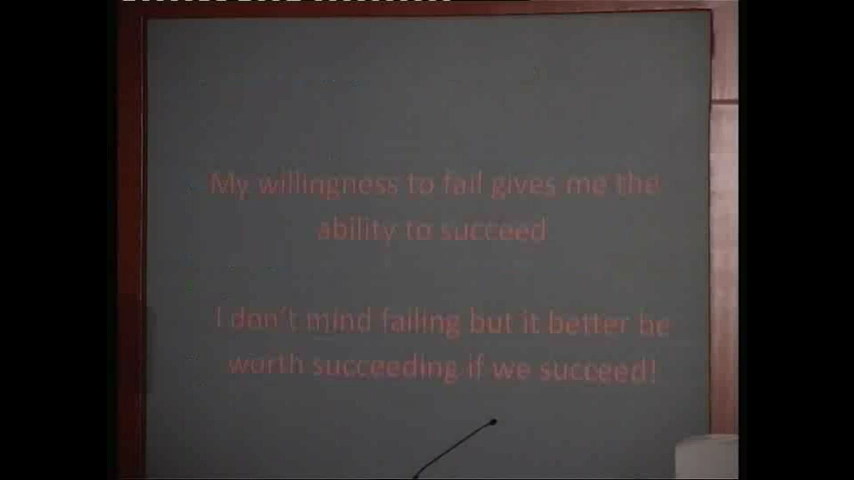 My willingness to fail gives me the
ability to succeed
I don't mind failing but it better be
worth succeeding if we succeed!